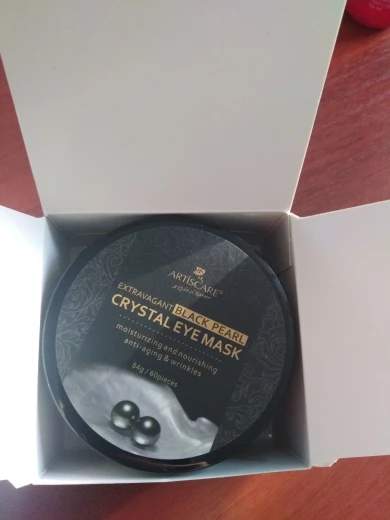 ARTISCARE®
EXTRAVAGANT BLACK PEARL
CRYSTAL EYE MASK
moisturizing and nourishing
anti-aging & wrinkles
84g / 60pieces